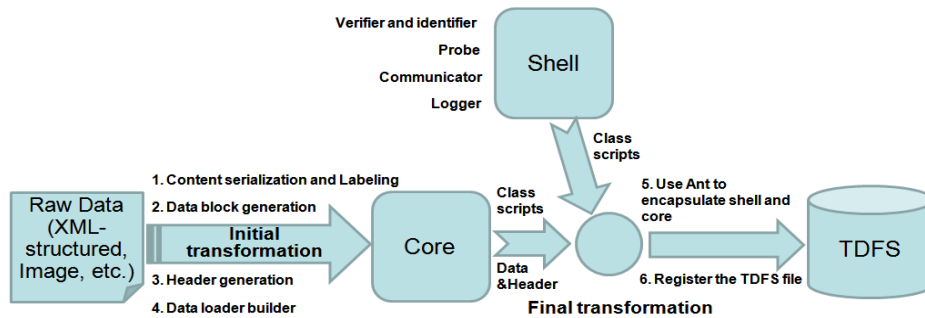 Verifier and identifier
Probe
Communicator
Logger
Shell
Class
scripts
1. Content serialization and Labeling
2. Data block generation
Initial
transformation
3. Header generation
4. Data loader builder
Raw Data
(XML-
structured,
Image, etc.)
Core
Class
scripts
Data
&Header
Final transformation
5. Use Ant to
encapsulate shell and
core
6. Register the TDFS file
TDFS